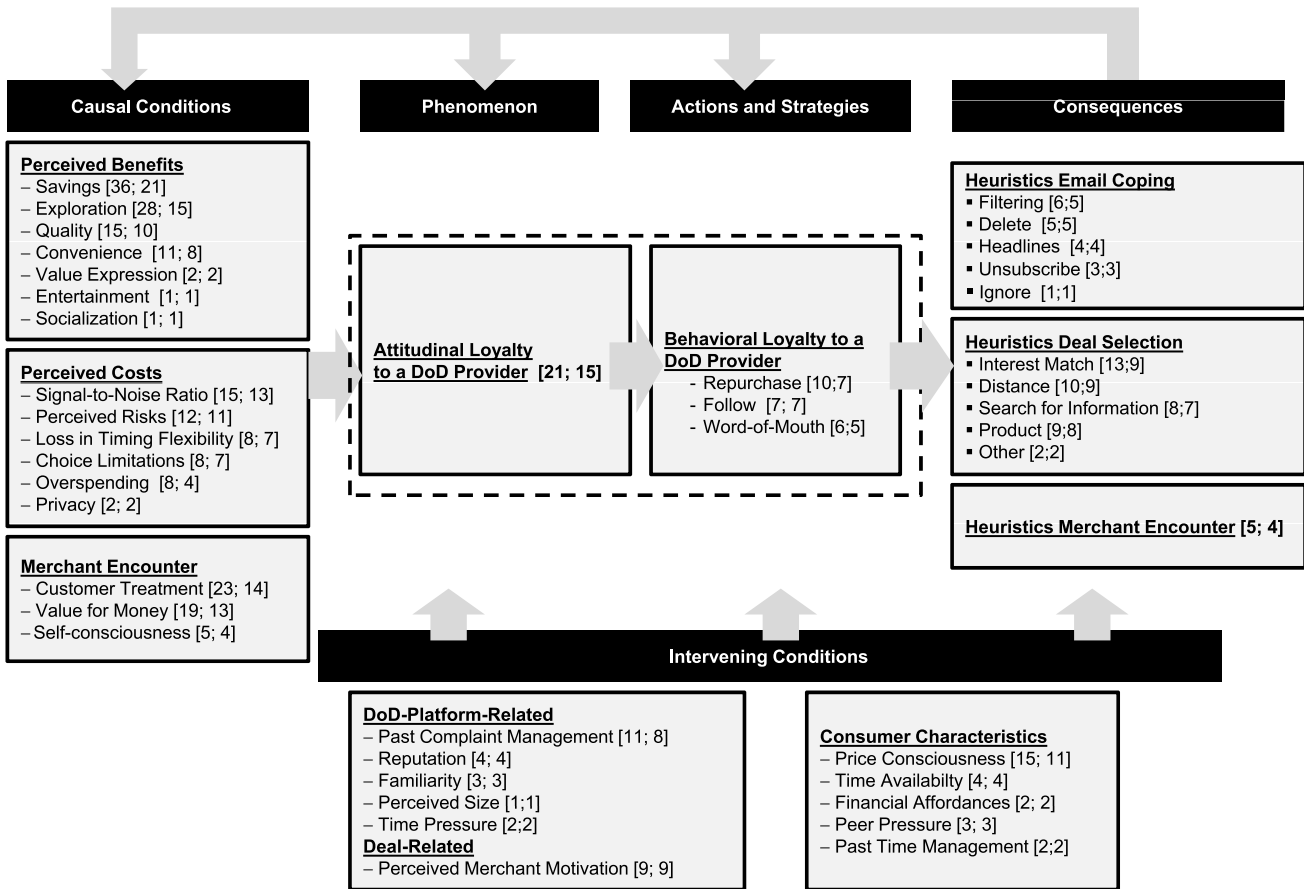 Causal Conditions
Phenomenon
Actions and Strategies
Consequences
Perceived Benefits
– Savings [36; 21]
– Exploration [28; 15]
– Quality [15; 10]
– Convenience [11; 8]
– Value Expression [2; 2]
– Entertainment [1; 1]
– Socialization [1; 1]
Perceived Costs
– Signal-to-Noise Ratio [15; 13]
– Perceived Risks [12; 11]
– Loss in Timing Flexibility [8; 7]
– Choice Limitations [8; 7]
– Overspending [8; 4]
– Privacy [2; 2]
Merchant Encounter
– Customer Treatment [23; 14]
– Value for Money [19; 13]
– Self-consciousness [5; 4]
Attitudinal Loyalty
to a DoD Provider [21; 15]
Behavioral Loyalty to a
DoD Provider
- Repurchase [10;7]
- Follow [7; 7]
- Word-of-Mouth [6;5]
Heuristics Email Coping
▪ Filtering [6;5]
▪ Delete [5;5]
▪ Headlines [4;4]
▪ Unsubscribe [3;3]
▪ Ignore [1;1]
Heuristics Deal Selection
▪ Interest Match [13;9]
▪ Distance [10;9]
▪ Search for Information [8;7]
▪ Product [9;8]
▪ Other [2;2]
Heuristics Merchant Encounter [5; 4]
Intervening Conditions
DoD-Platform-Related
– Past Complaint Management [11; 8]
– Reputation [4; 4]
– Familiarity [3; 3]
– Perceived Size [1;1]
– Time Pressure [2;2]
Deal-Related
– Perceived Merchant Motivation [9; 9]
Consumer Characteristics
– Price Consciousness [15; 11]
– Time Availabilty [4; 4]
– Financial Affordances [2; 2]
– Peer Pressure [3; 3]
– Past Time Management [2;2]